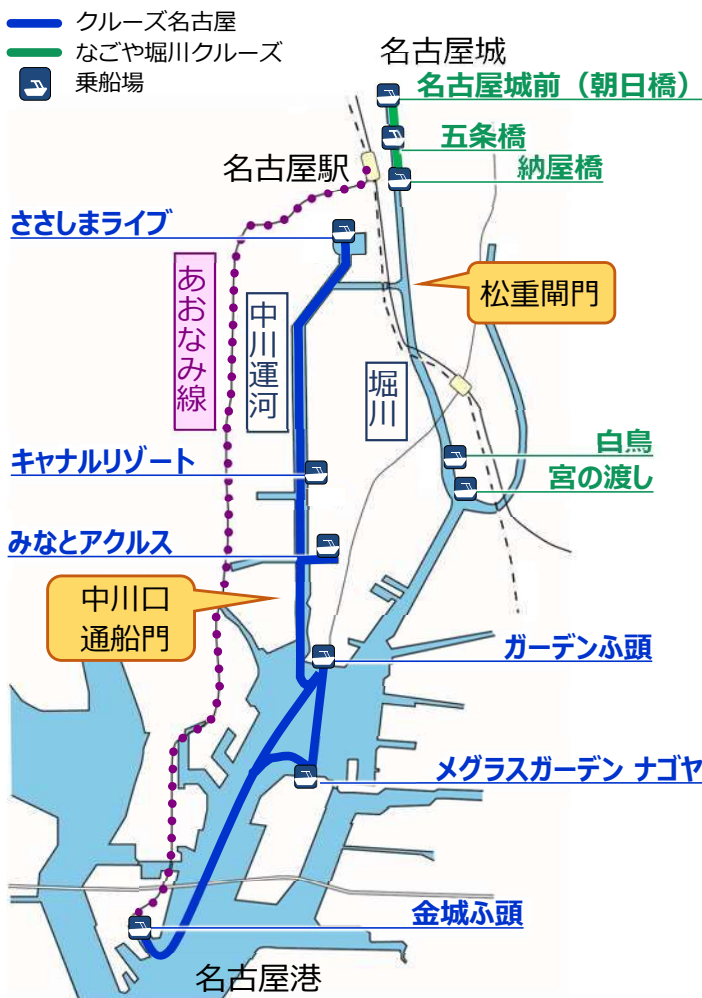 クルーズ名古屋
なごや堀川クルーズ
乗船場
名古屋城
名古屋城前（朝日橋）
五条橋
納屋橋
名古屋駅
ささしまライブ
松重閘門
あおなみ線
中川運河
堀川
キャナルリゾート
白鳥
宮の渡し
みなとアクルス
中川口
通船門
ガーデンふ頭
メグラスガーデン ナゴヤ
金城ふ頭
名古屋港